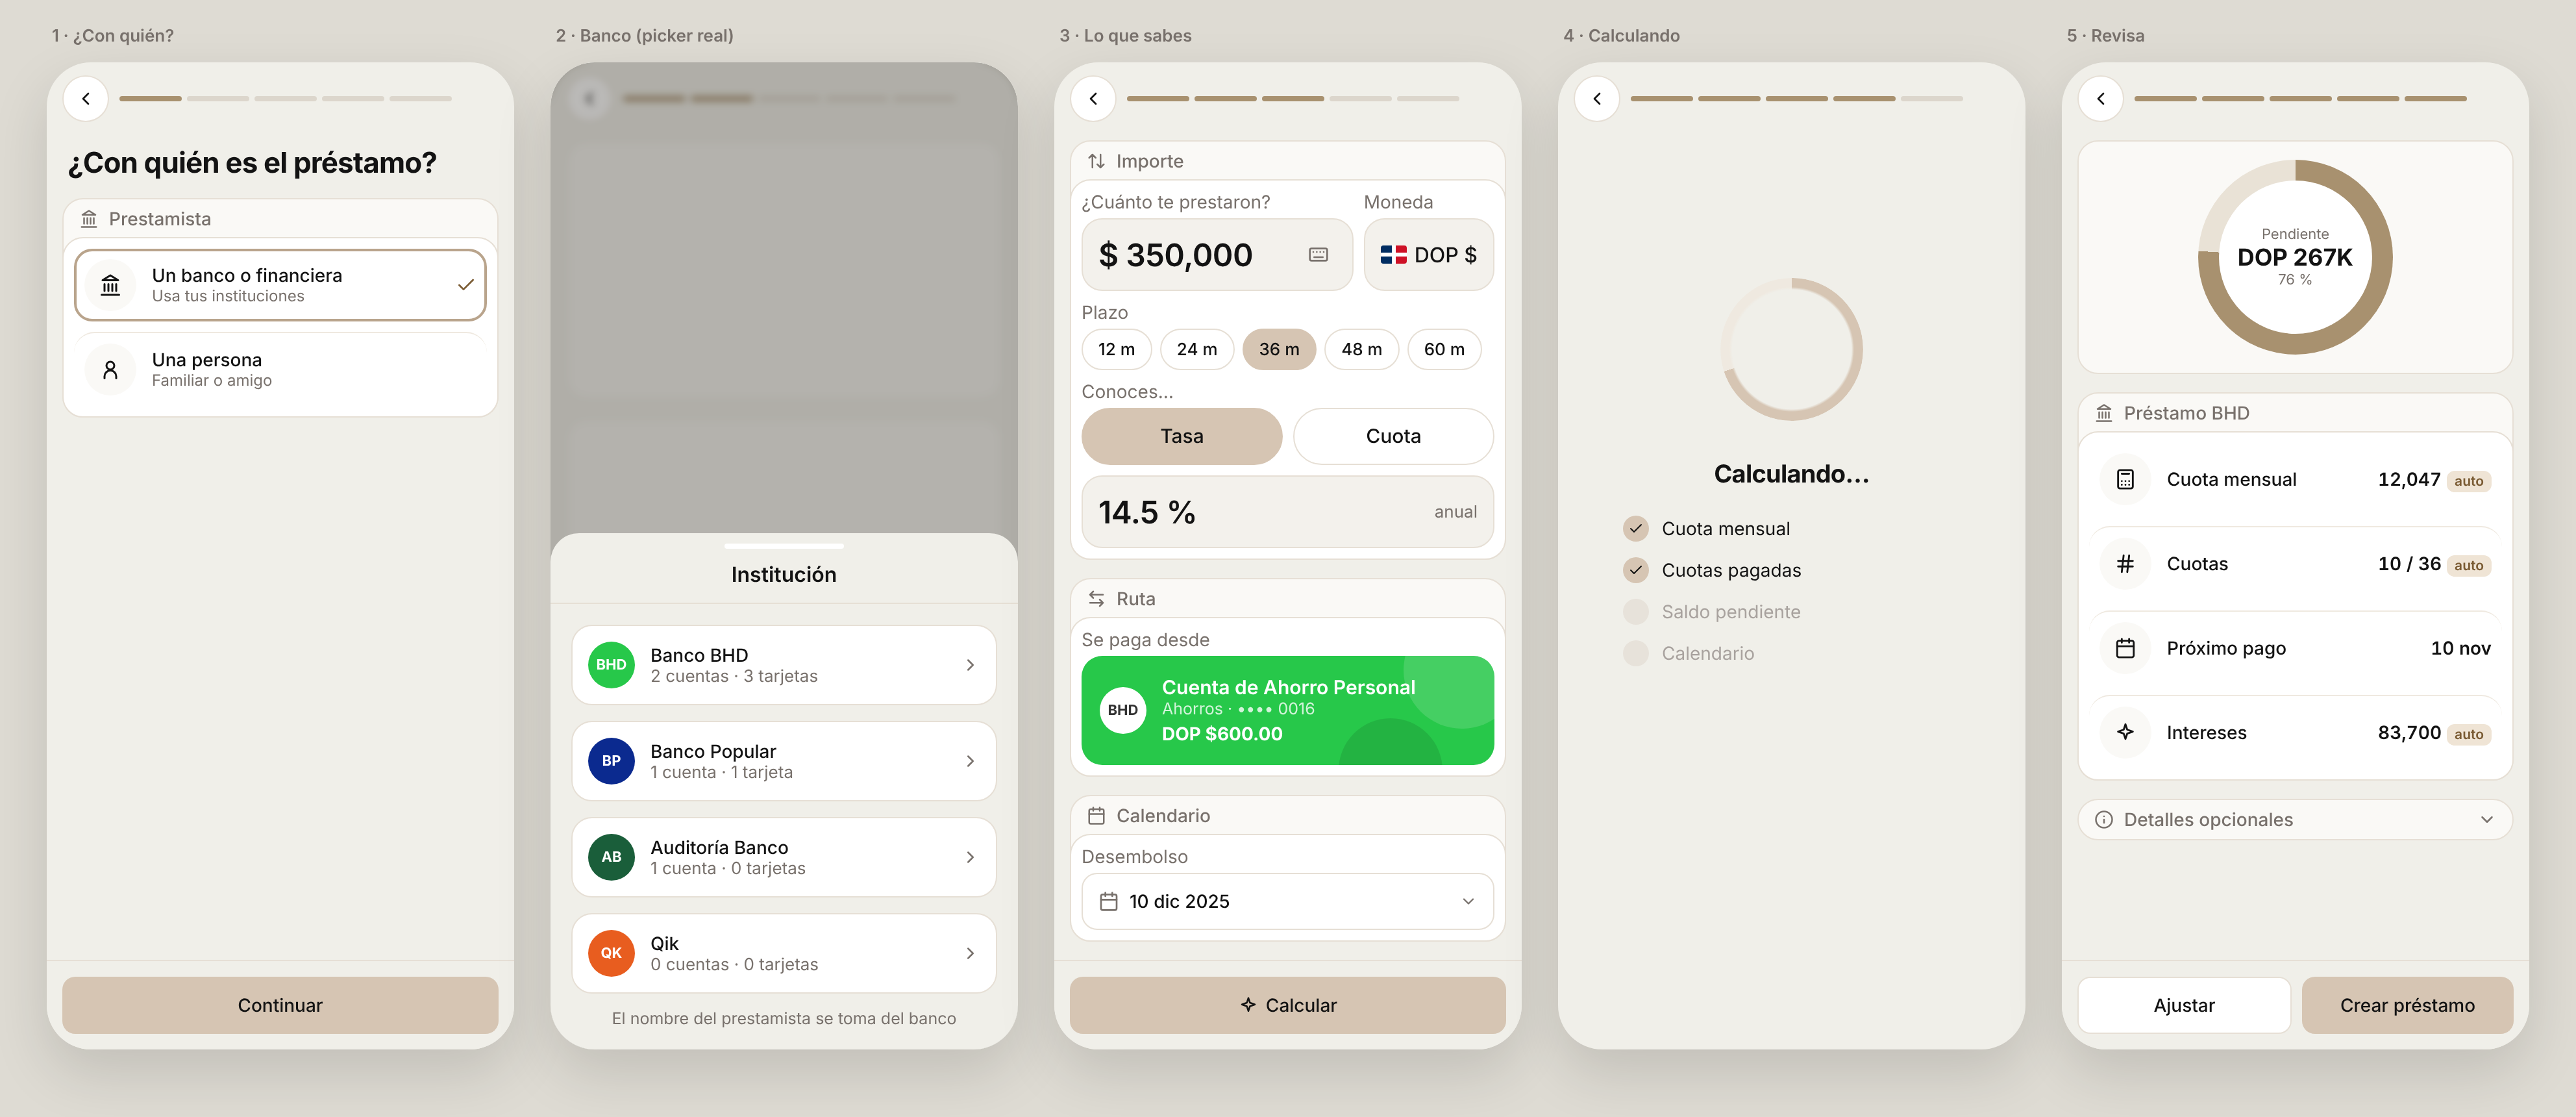 1 · ¿Con quién?
¿Con quién es el préstamo?
Prestamista
Un banco o financiera
Usa tus instituciones
Una persona
Familiar o amigo
Continuar
2 · Banco (picker real)
Institución
BHD
Banco BHD
2 cuentas · 3 tarjetas
BP
Banco Popular
1 cuenta · 1 tarjeta
AB
Auditoría Banco
1 cuenta · 0 tarjetas
QK
Qik
0 cuentas · 0 tarjetas
El nombre del prestamista se toma del banco
3 · Lo que sabes
Importe
¿Cuánto te prestaron? Moneda
$ 350,000 DOP $
Plazo
12 m 24 m 36 m 48 m 60 m
Conoces...
Tasa Cuota
14.5 % anual
Ruta
Se paga desde
BHD
Cuenta de Ahorro Personal
Ahorros · •••• 0016
DOP $600.00
Calendario
Desembolso
10 dic 2025
Calcular
4 · Calculando
Calculando...
Cuota mensual
Cuotas pagadas
Saldo pendiente
Calendario
5 · Revisa
Pendiente
DOP 267K
76 %
Préstamo BHD
Cuota mensual 12,047 auto
Cuotas 10 / 36 auto
Próximo pago 10 nov
Intereses 83,700 auto
Detalles opcionales
Ajustar Crear préstamo